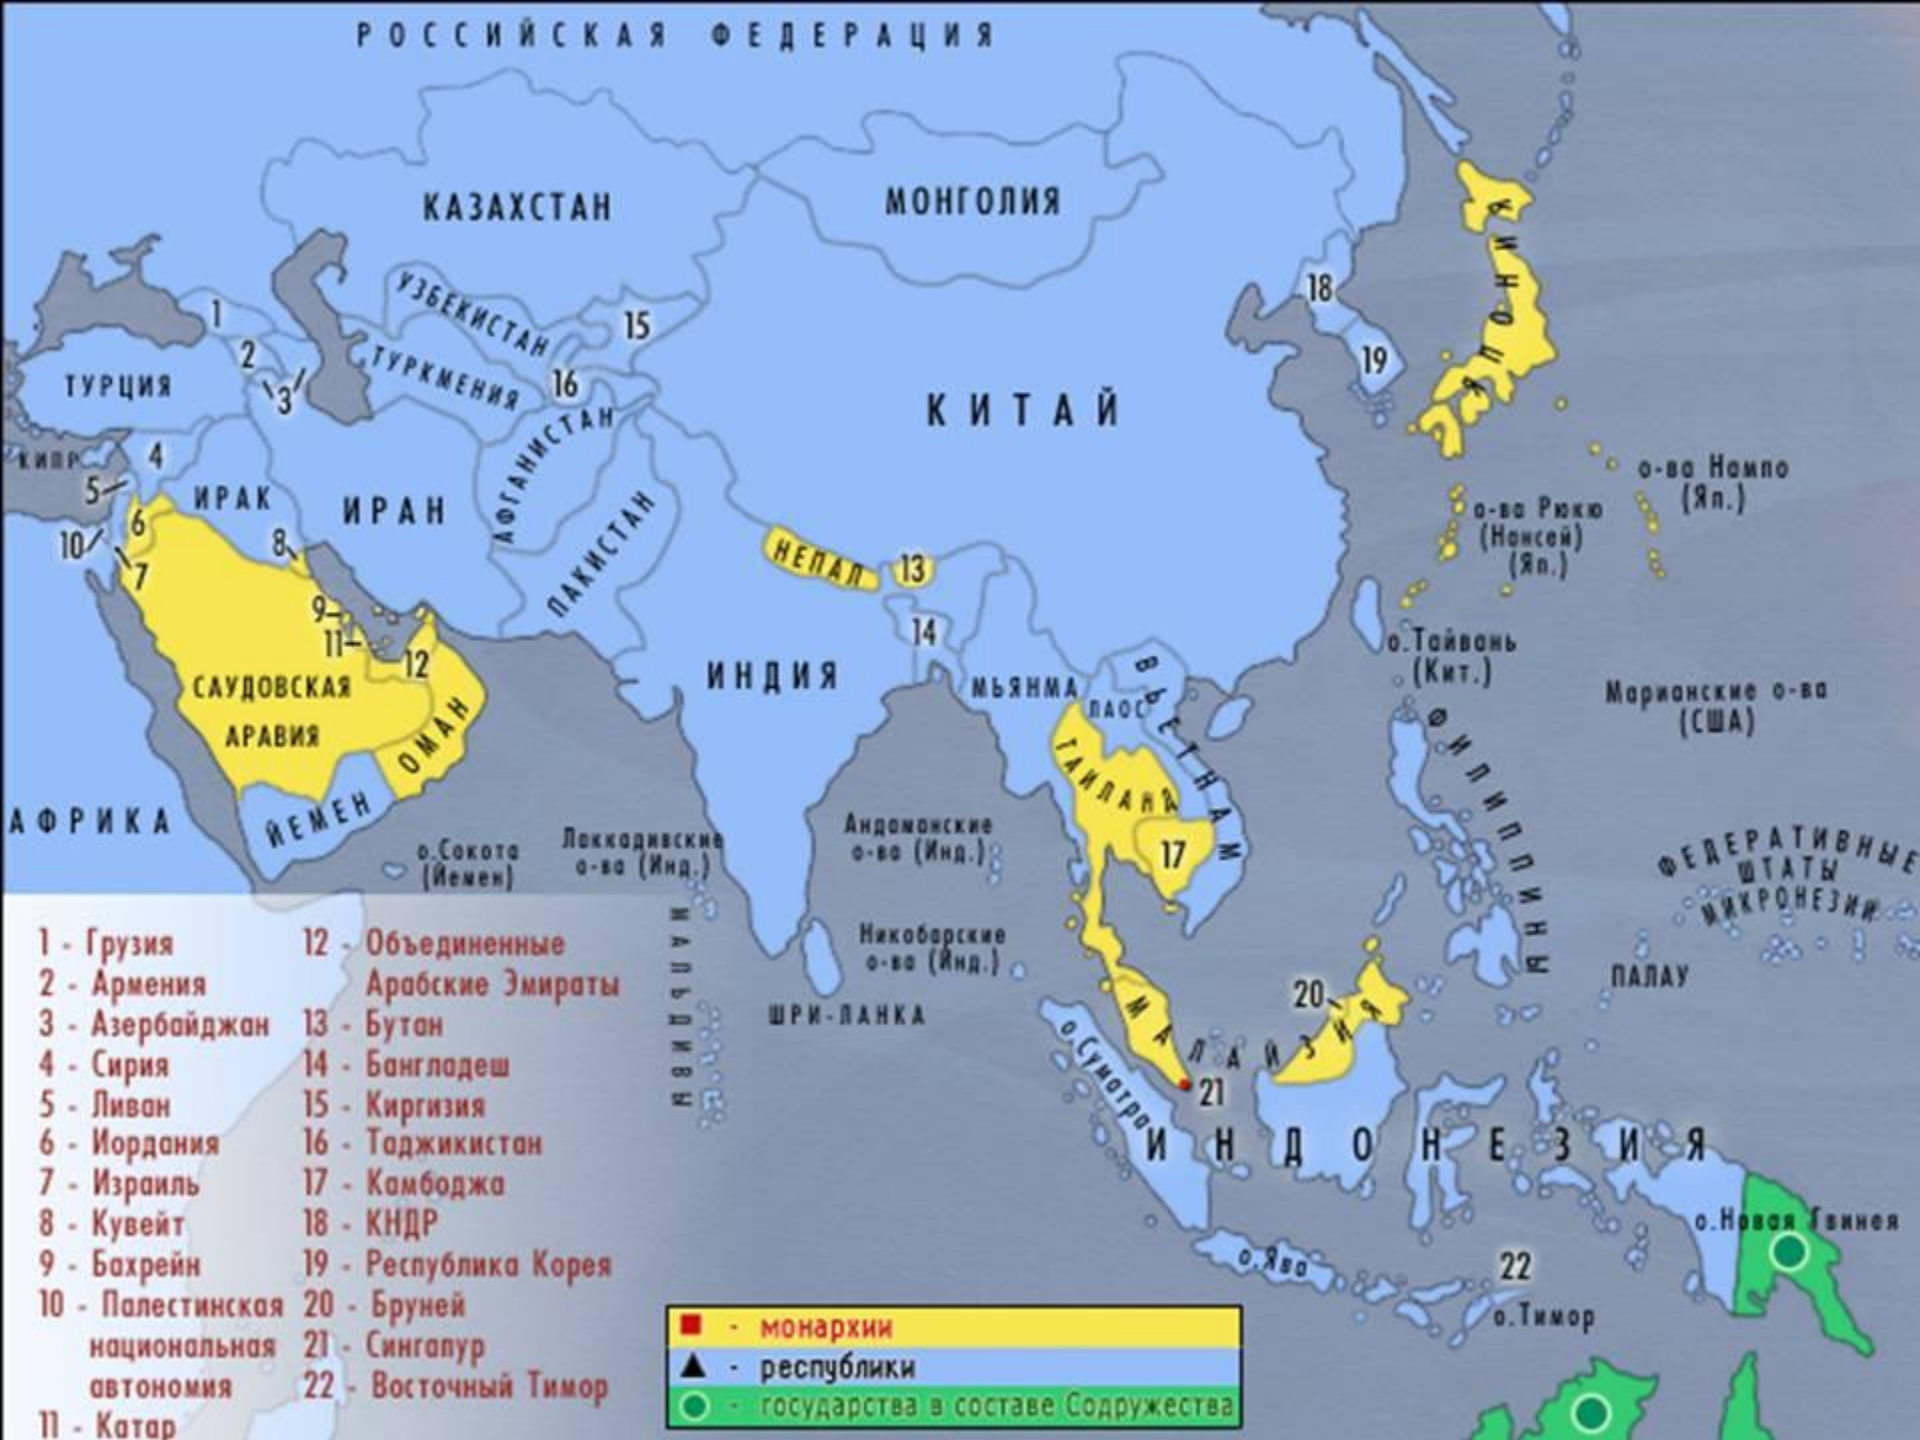 РОССИЙСКАЯ ФЕДЕРАЦИЯ
КАЗАХСТАН
МОНГОЛИЯ
ЯПОНИЯ
УЗБЕКИСТАН
ТУРКМЕНИЯ
1
2
3
15
16
18
19
ТУРЦИЯ
КИТАЙ
АФГАНИСТАН
КИПР
4
5
6
7
8
9
10
11
12
ИРАК
ИРАН
ПАКИСТАН
НЕПАЛ
13
14
о-ва Нампо
(Яп.)
о-ва Рюкю
(Нансей)
(Яп.)
о.Тайвань
(Кит.)
САУДОВСКАЯ
АРАВИЯ
ОМАН
ЙЕМЕН
ИНДИЯ
МЬЯНМА
ЛАОС
ВЬЕТНАМ
ТАИЛАНД
17
Марианские о-ва
(США)
ФИЛИППИНЫ
АФРИКА
о.Сокота
(Йемен)
Лаккадивские
о-ва (Инд.)
Андаманские
о-ва (Инд.)
ФЕДЕРАТИВНЫЕ
ШТАТЫ
МИКРОНЕЗИИ
Никобарские
о-ва (Инд.)
ПАЛАУ
МАЛЬДИВЫ
ШРИ-ЛАНКА
20
МАЛАЙЗИЯ
21
о.Суматра
ИНДОНЕЗИЯ
о.Новая Гвинея
о.Ява
22
о.Тимор
1 - Грузия
2 - Армения
3 - Азербайджан
4 - Сирия
5 - Ливан
6 - Иордания
7 - Израиль
8 - Кувейт
9 - Бахрейн
10 - Палестинская
национальная
автономия
11 - Катар
12 - Объединенные
Арабские Эмираты
13 - Бутан
14 - Бангладеш
15 - Киргизия
16 - Таджикистан
17 - Камбоджа
18 - КНДР
19 - Республика Корея
20 - Бруней
21 - Сингапур
22 - Восточный Тимор
- монархии
- республики
- государства в составе Содружества